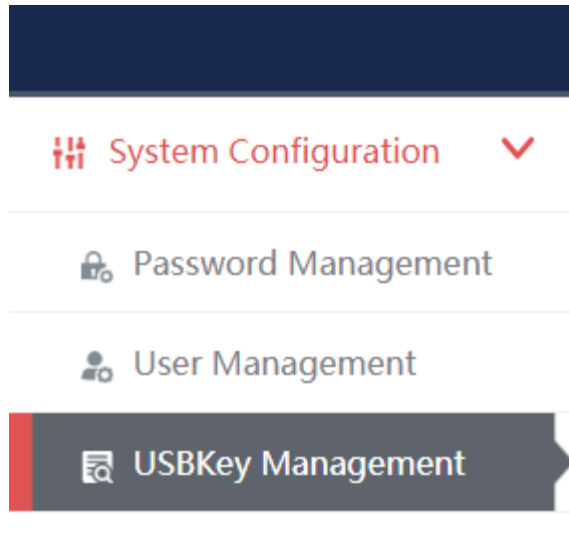 System Configuration
Password Management
User Management
USBKey Management